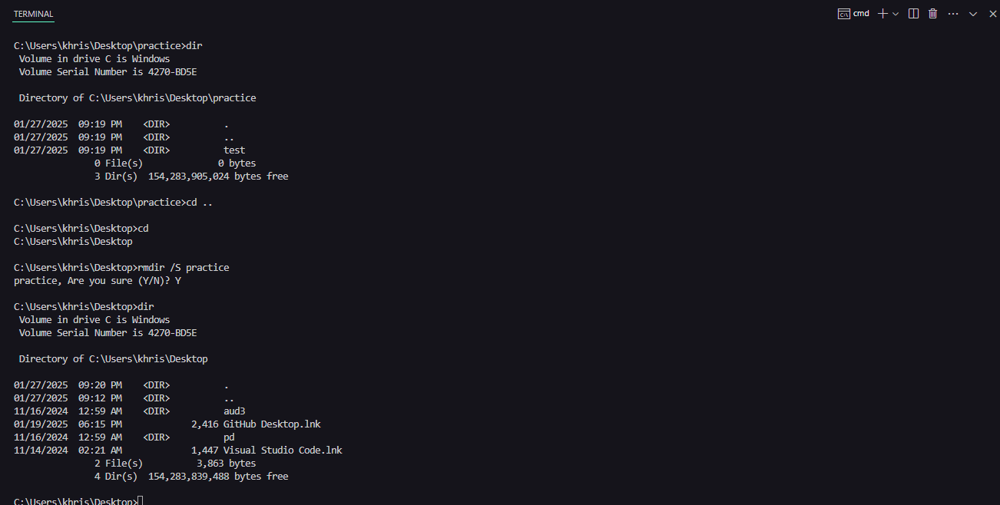 TERMINAL
cmd
C:\Users\khris\Desktop\practice>dir
 Volume in drive C is Windows
 Volume Serial Number is 4270-BD5E

 Directory of C:\Users\khris\Desktop\practice

01/27/2025  09:19 PM    <DIR>          .
01/27/2025  09:19 PM    <DIR>          ..
01/27/2025  09:19 PM    <DIR>          test
               0 File(s)              0 bytes
               3 Dir(s)  154,283,905,024 bytes free

C:\Users\khris\Desktop\practice>cd ..

C:\Users\khris\Desktop>cd
C:\Users\khris\Desktop

C:\Users\khris\Desktop>rmdir /S practice
practice, Are you sure (Y/N)? Y

C:\Users\khris\Desktop>dir
 Volume in drive C is Windows
 Volume Serial Number is 4270-BD5E

 Directory of C:\Users\khris\Desktop

01/27/2025  09:20 PM    <DIR>          .
01/27/2025  09:12 PM    <DIR>          ..
11/16/2024  12:59 AM    <DIR>          aud3
01/19/2025  06:15 PM             2,416 GitHub Desktop.lnk
11/16/2024  12:59 AM    <DIR>          pd
11/14/2024  02:21 AM             1,447 Visual Studio Code.lnk
               2 File(s)          3,863 bytes
               4 Dir(s)  154,283,839,488 bytes free

C:\Users\khris\Desktop>